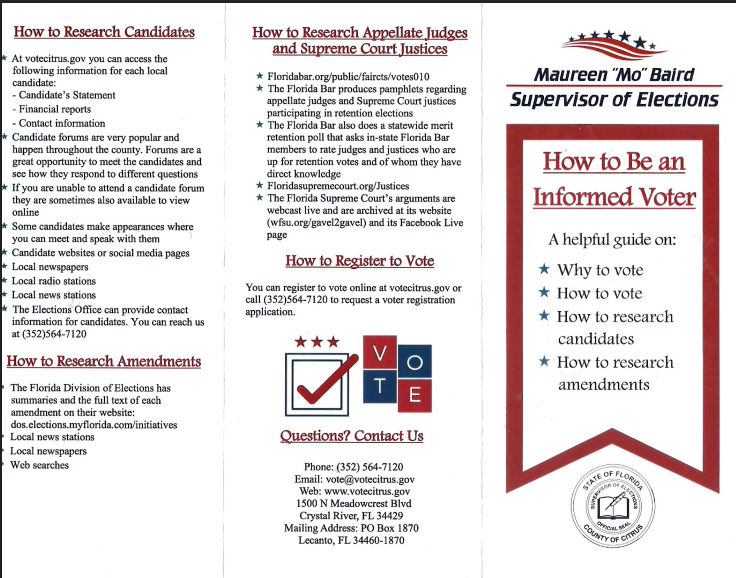 How to Research Candidates
At votecitrus.gov you can access the
following information for each local
candidate:
- Candidate's Statement
- Financial reports
- Contact information
Candidate forums are very popular and
happen throughout the county. Forums are a
great opportunity to meet the candidates and
see how they respond to different questions
If you are unable to attend a candidate forum
they are sometimes also available to view
online
Some candidates make appearances where
you can meet and speak with them
Candidate websites or social media pages
Local newspapers
Local radio stations
Local news stations
The Elections Office can provide contact
information for candidates. You can reach us
at (352)564-7120
How to Research Amendments
The Florida Division of Elections has
summaries and the full text of each
amendment on their website:
dos.elections.myflorida.com/initiatives
Local news stations
Local newspapers
Web searches
How to Research Appellate Judges
and Supreme Court Justices
Floridabar.org/public/faircts/votes010
The Florida Bar produces pamphlets regarding
appellate judges and Supreme Court justices
participating in retention elections
The Florida Bar also does a statewide merit
retention poll that asks in-state Florida Bar
members to rate judges and justices who are
up for retention votes and of whom they have
direct knowledge
Floridasupremecourt.org/Justices
The Florida Supreme Court's arguments are
webcast live and are archived at its website
(wfsu.org/gavel2gavel) and its Facebook Live
page
How to Register to Vote
You can register to vote online at votecitrus.gov or
call (352)564-7120 to request a voter registration
application.
VOTE
Questions? Contact Us
Phone: (352) 564-7120
Email: vote@votecitrus.gov
Web: www.votecitrus.gov
1500 N Meadowcrest Blvd
Crystal River, FL 34429
Mailing Address: PO Box 1870
Lecanto, FL 34460-1870
Maureen "Mo" Baird
Supervisor of Elections
How to Be an
Informed Voter
A helpful guide on:
Why to vote
How to vote
How to research
candidates
How to research
amendments
STATE OF FLORIDA
SUPERVISOR OF ELECTIONS
OFFICIAL SEAL
COUNTY OF CITRUS